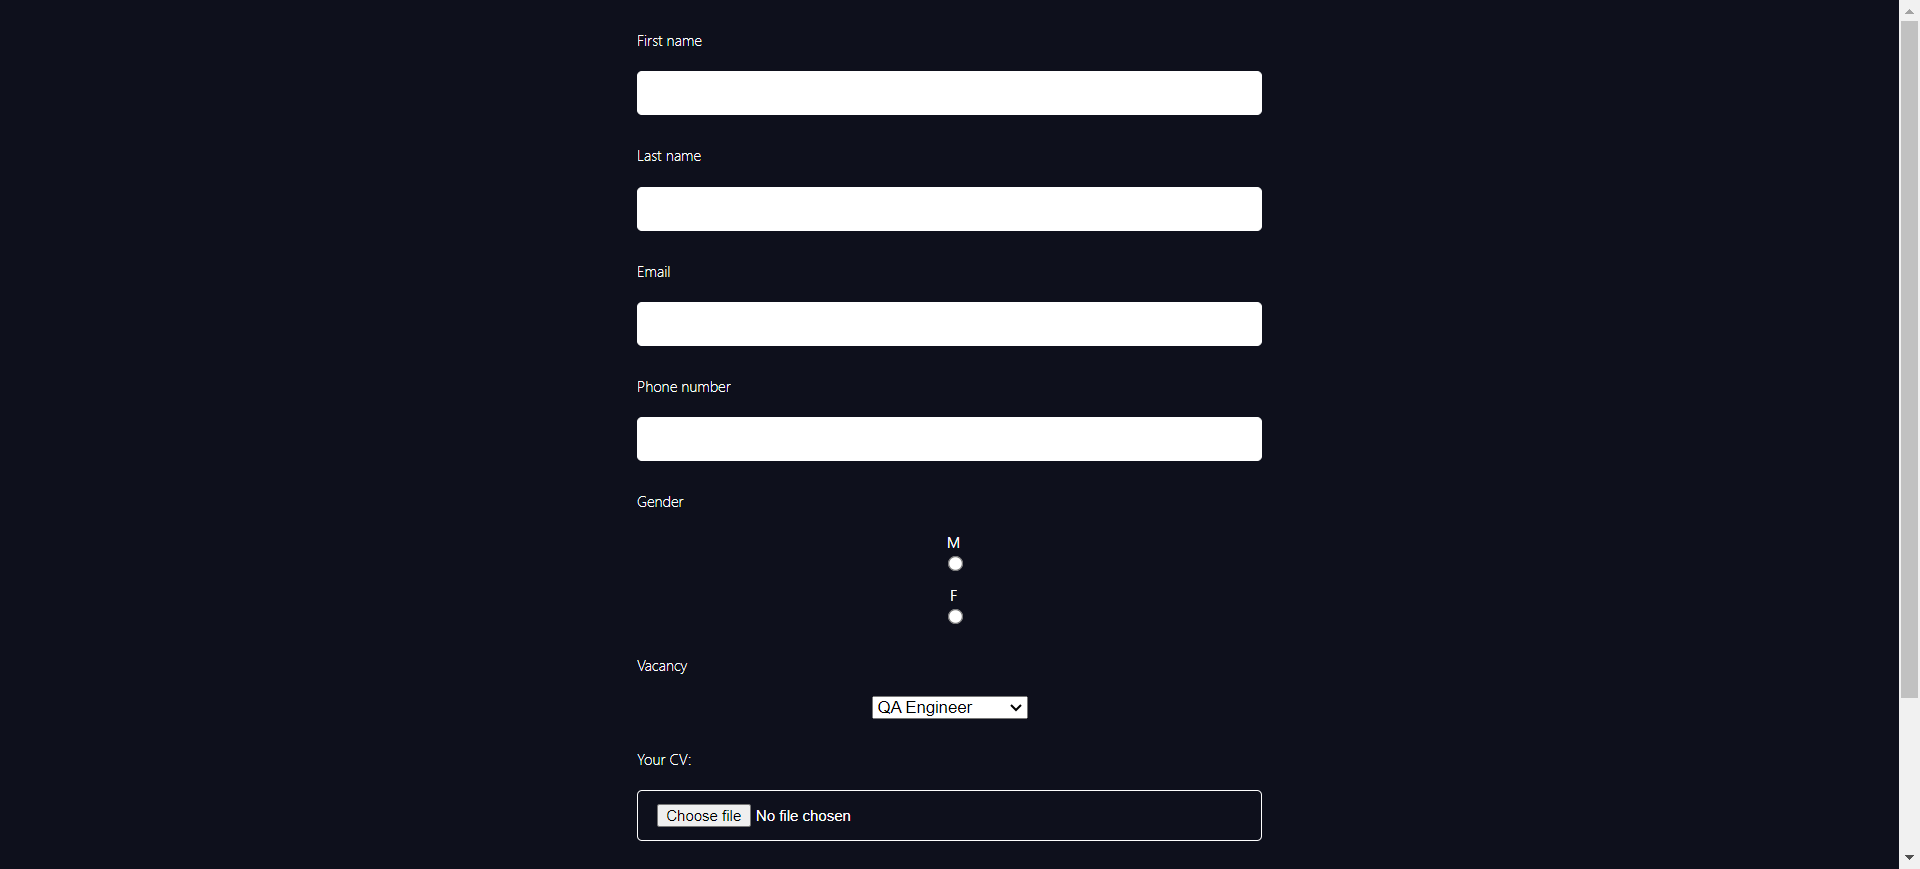 First name
Last name
Email
Phone number
Gender
M
F
Vacancy
QA Engineer
Your CV:
Choose file No file chosen